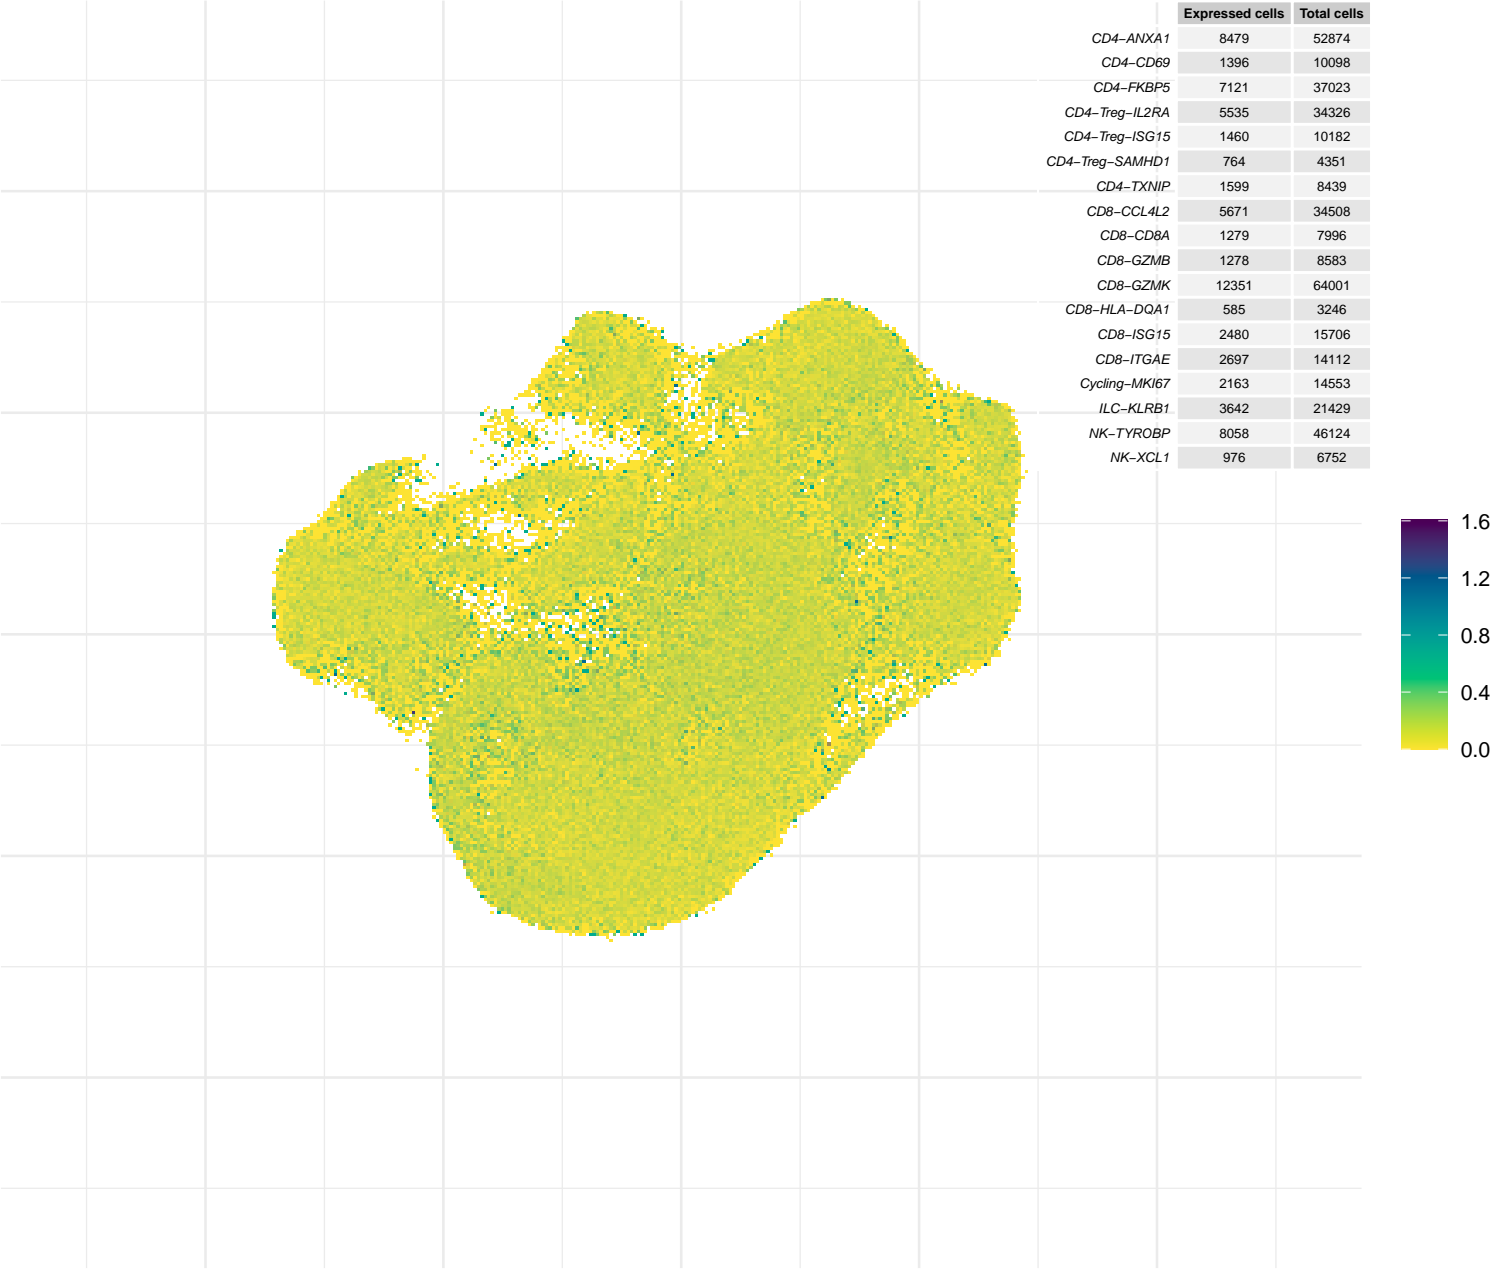 Expressed cells Total cells
CD4−ANXA1 8479 52874
CD4−CD69 1396 10098
CD4−FKBP5 7121 37023
CD4−Treg−IL2RA 5535 34326
CD4−Treg−ISG15 1460 10182
CD4−Treg−SAMHD1 764 4351
CD4−TXNIP 1599 8439
CD8−CCL4L2 5671 34508
CD8−CD8A 1279 7996
CD8−GZMB 1278 8583
CD8−GZMK 12351 64001
CD8−HLA−DQA1 585 3246
CD8−ISG15 2480 15706
CD8−ITGAE 2697 14112
Cycling−MKI67 2163 14553
ILC−KLRB1 3642 21429
NK−TYROBP 8058 46124
NK−XCL1 976 6752
1.6
1.2
0.8
0.4
0.0